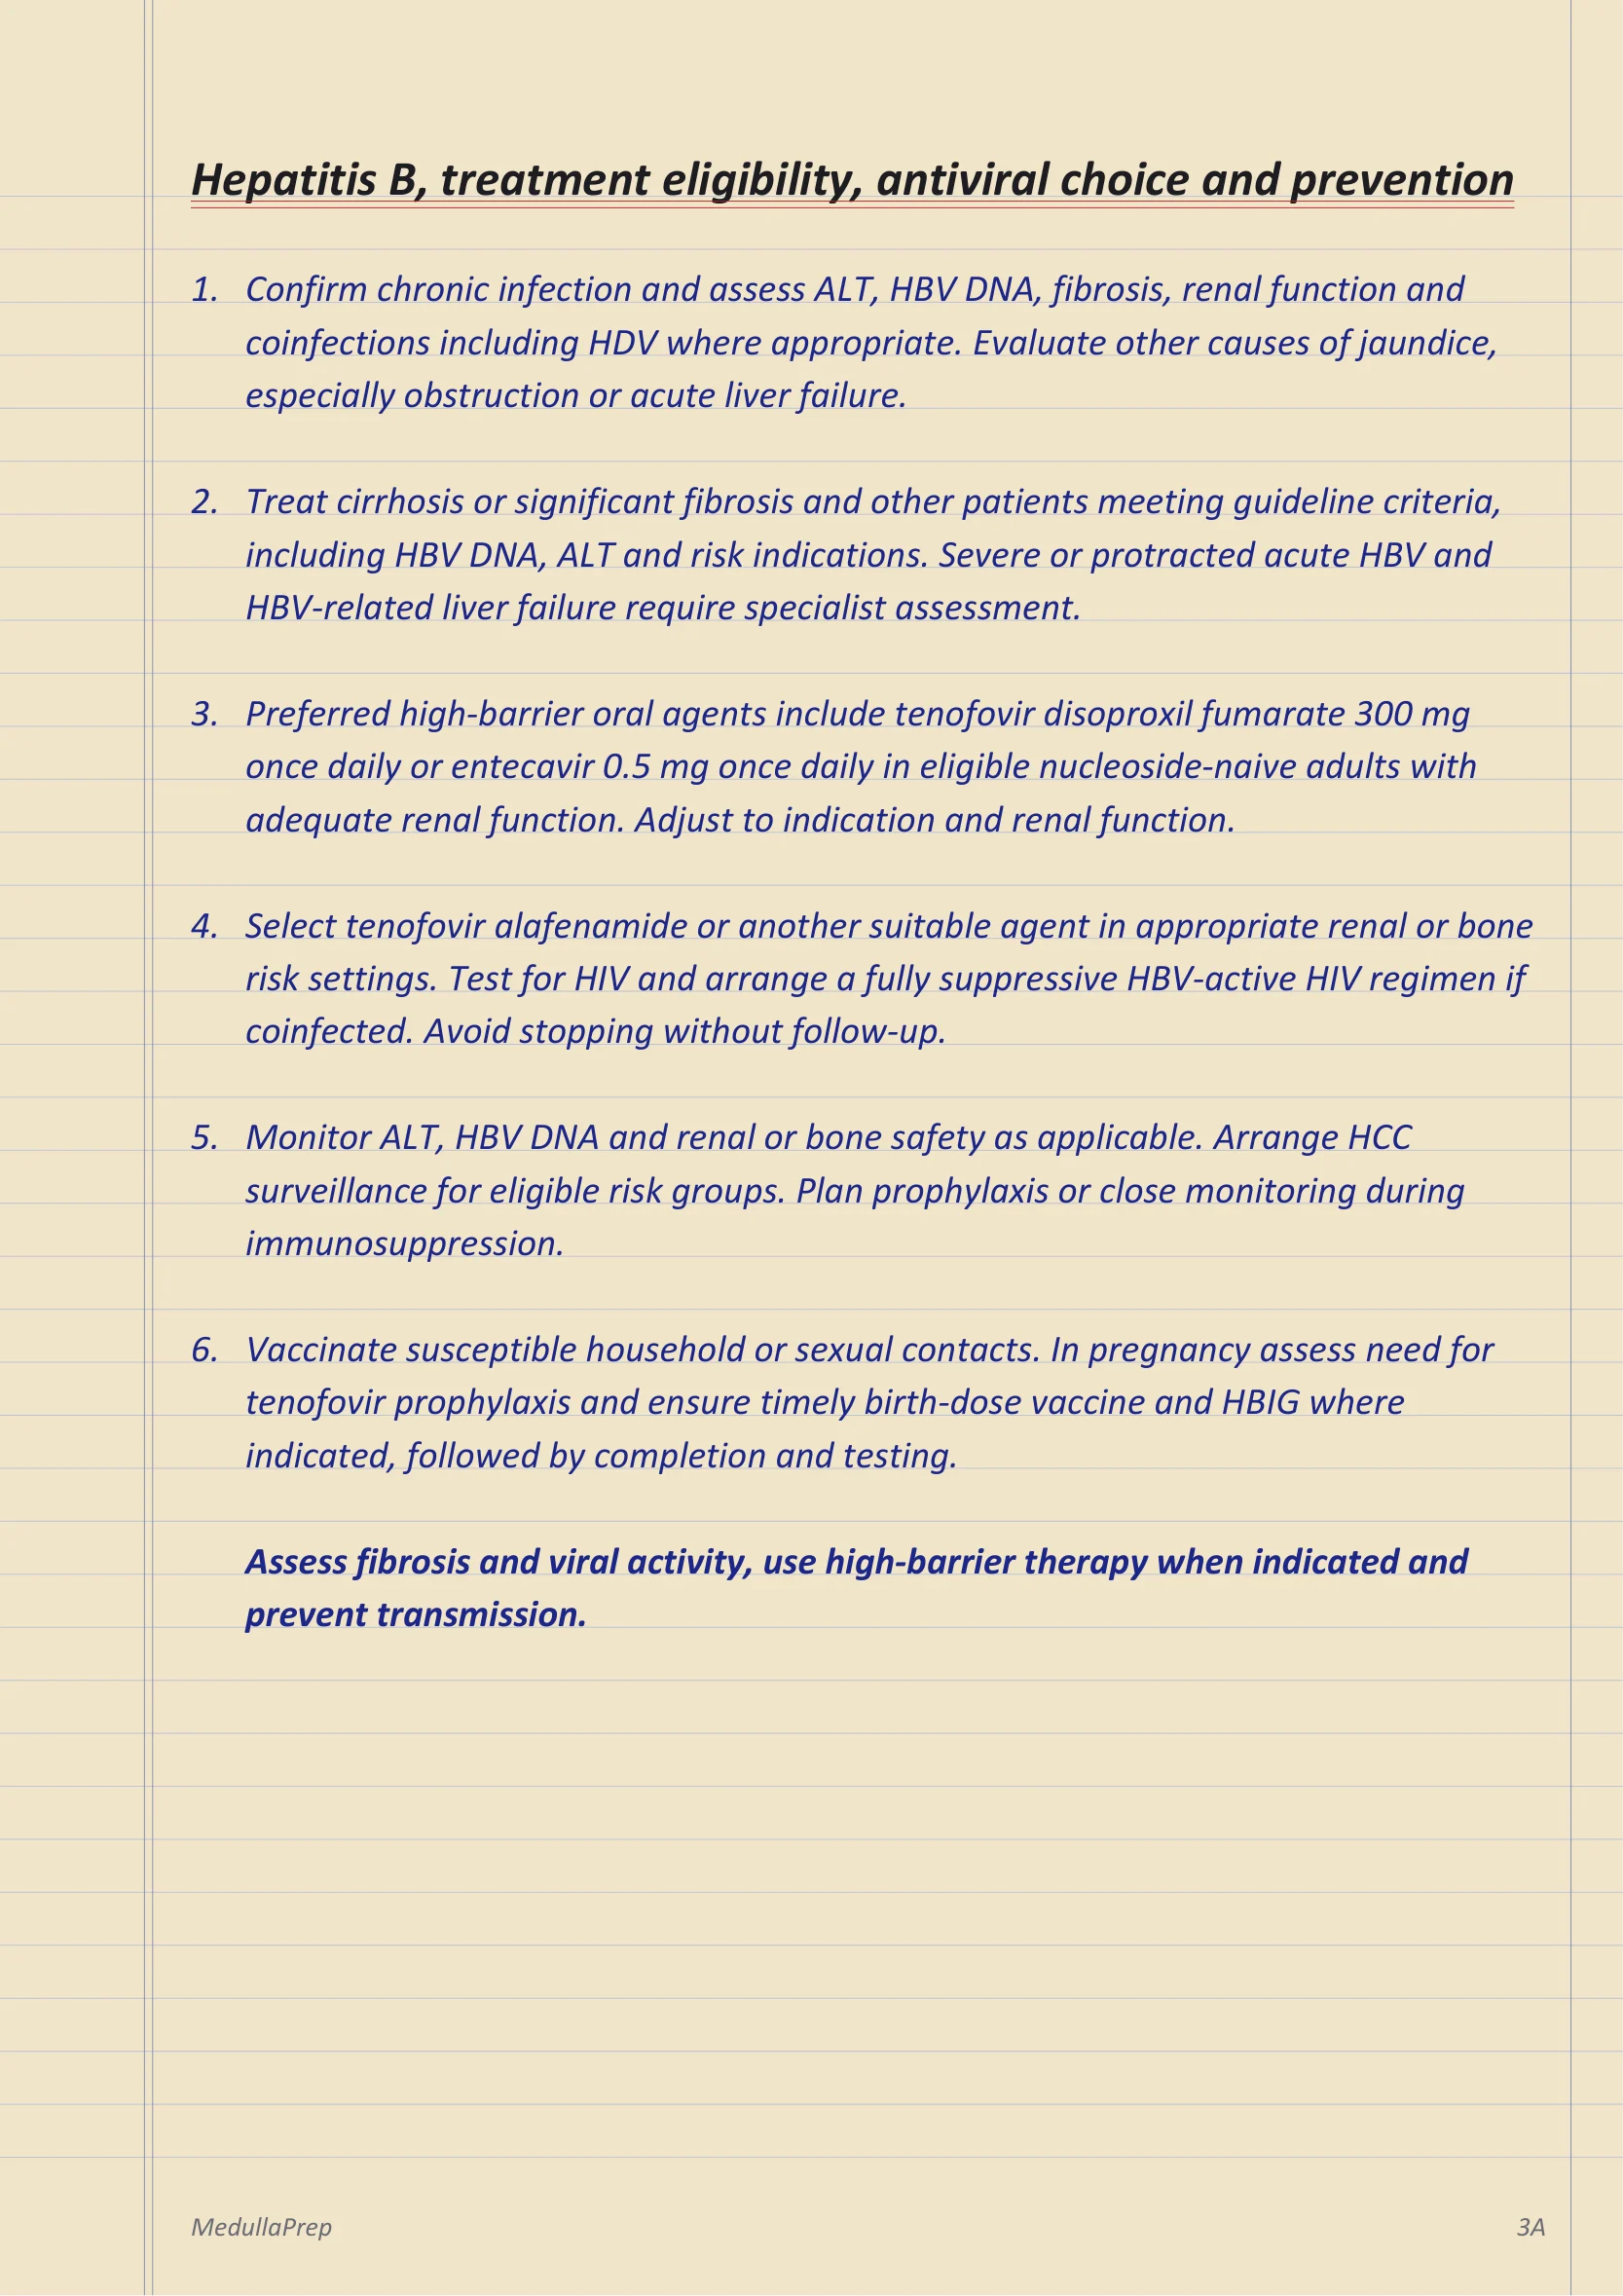 Hepatitis B, treatment eligibility, antiviral choice and prevention
1. Confirm chronic infection and assess ALT, HBV DNA, fibrosis, renal function and
coinfections including HDV where appropriate. Evaluate other causes of jaundice,
especially obstruction or acute liver failure.
2. Treat cirrhosis or significant fibrosis and other patients meeting guideline criteria,
including HBV DNA, ALT and risk indications. Severe or protracted acute HBV and
HBV-related liver failure require specialist assessment.
3. Preferred high-barrier oral agents include tenofovir disoproxil fumarate 300 mg
once daily or entecavir 0.5 mg once daily in eligible nucleoside-naive adults with
adequate renal function. Adjust to indication and renal function.
4. Select tenofovir alafenamide or another suitable agent in appropriate renal or bone
risk settings. Test for HIV and arrange a fully suppressive HBV-active HIV regimen if
coinfected. Avoid stopping without follow-up.
5. Monitor ALT, HBV DNA and renal or bone safety as applicable. Arrange HCC
surveillance for eligible risk groups. Plan prophylaxis or close monitoring during
immunosuppression.
6. Vaccinate susceptible household or sexual contacts. In pregnancy assess need for
tenofovir prophylaxis and ensure timely birth-dose vaccine and HBIG where
indicated, followed by completion and testing.
Assess fibrosis and viral activity, use high-barrier therapy when indicated and
prevent transmission.
MedullaPrep
3A